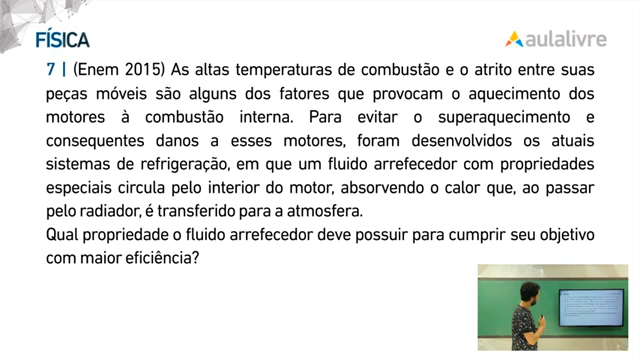 FÍSICA
aulalivre
7 | (Enem 2015) As altas temperaturas de combustão e o atrito entre suas
peças móveis são alguns dos fatores que provocam o aquecimento dos
motores à combustão interna. Para evitar o superaquecimento e
consequentes danos a esses motores, foram desenvolvidos os atuais
sistemas de refrigeração, em que um fluido arrefecedor com propriedades
especiais circula pelo interior do motor, absorvendo o calor que, ao passar
pelo radiador, é transferido para a atmosfera.
Qual propriedade o fluido arrefecedor deve possuir para cumprir seu objetivo
com maior eficiência?